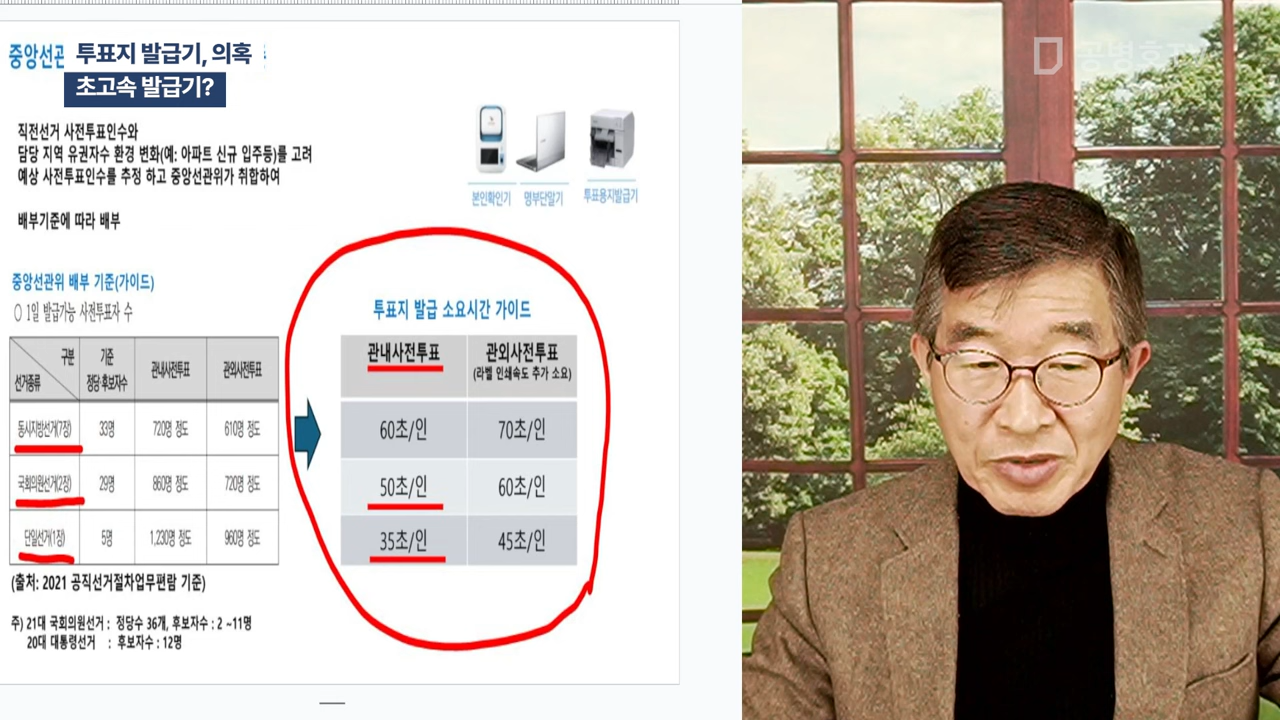 중앙선관
투표지 발급기, 의혹
초고속 발급기?
공병호TV
직전선거 사전투표인수와
담당 지역 유권자수 환경 변화(예: 아파트 신규 입주등)를 고려
예상 사전투표인수를 추정 하고 중앙선관위가 취합하여
배부기준에 따라 배부
본인확인기 명부단말기 투표용지발급기
중앙선관위 배부 기준(가이드)
○ 1일 발급가능 사전투표자 수
구분
선거종류
기준
정당·후보자수
관내사전투표
관외사전투표
동시지방선거(7장) 33명 720명 정도 610명 정도
국회의원선거(2장) 29명 860명 정도 720명 정도
단일선거(1장) 5명 1,230명 정도 960명 정도
(출처: 2021 공직선거절차업무편람 기준)
주) 21대 국회의원선거 : 정당수 36개, 후보자수 : 2 ~11명
20대 대통령선거 : 후보자수 : 12명
투표지 발급 소요시간 가이드
관내사전투표
관외사전투표
(라벨 인쇄속도 추가 소요)
60초/인 70초/인
50초/인 60초/인
35초/인 45초/인